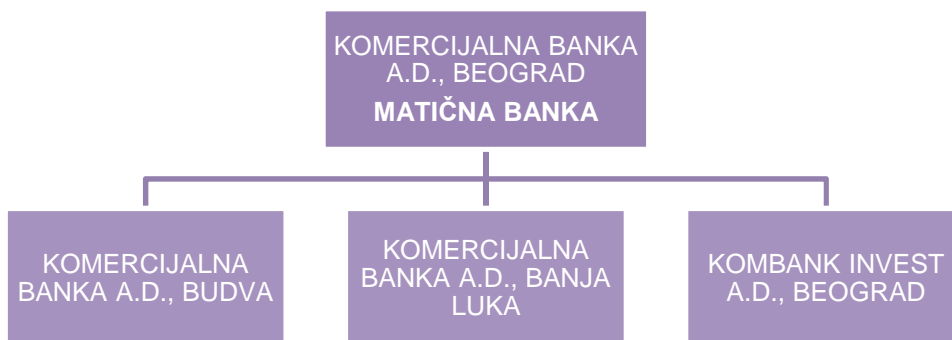 KOMERCIJALNA BANKA
A.D., BEOGRAD
MATIČNA BANKA
KOMERCIJALNA
BANKA A.D., BUDVA
KOMERCIJALNA
BANKA A.D., BANJA
LUKA
KOMBANK INVEST
A.D., BEOGRAD